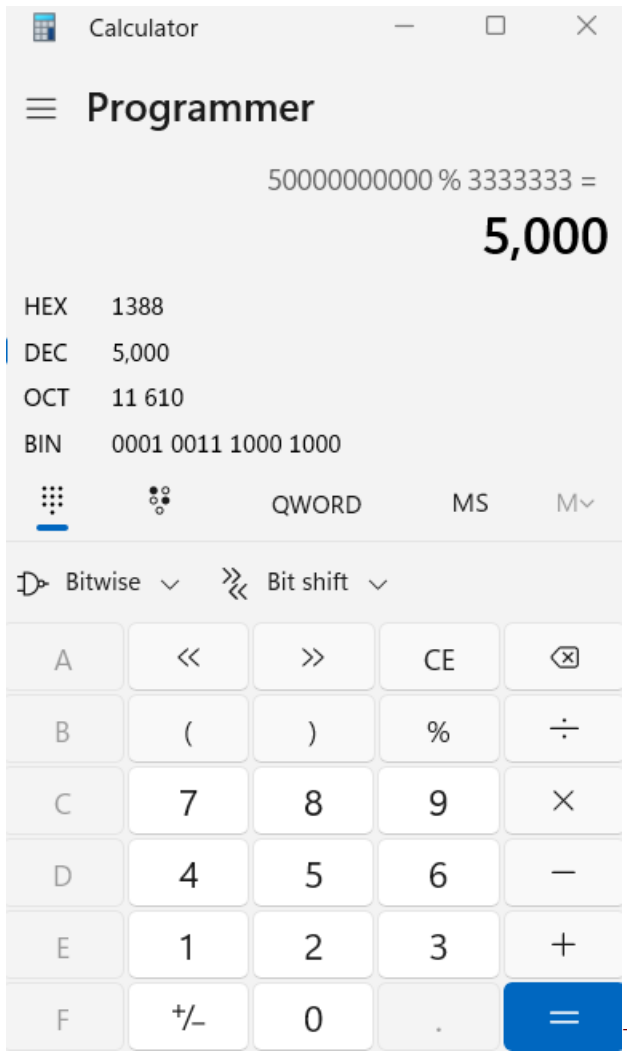 Calculator
Programmer
50000000000 % 3333333 =
5,000
HEX 1388
DEC 5,000
OCT 11 610
BIN 0001 0011 1000 1000
QWORD MS M
Bitwise Bit shift
A << >> CE
B ( ) % ÷
C 7 8 9 ×
D 4 5 6 −
E 1 2 3 +
F +/− 0 . =